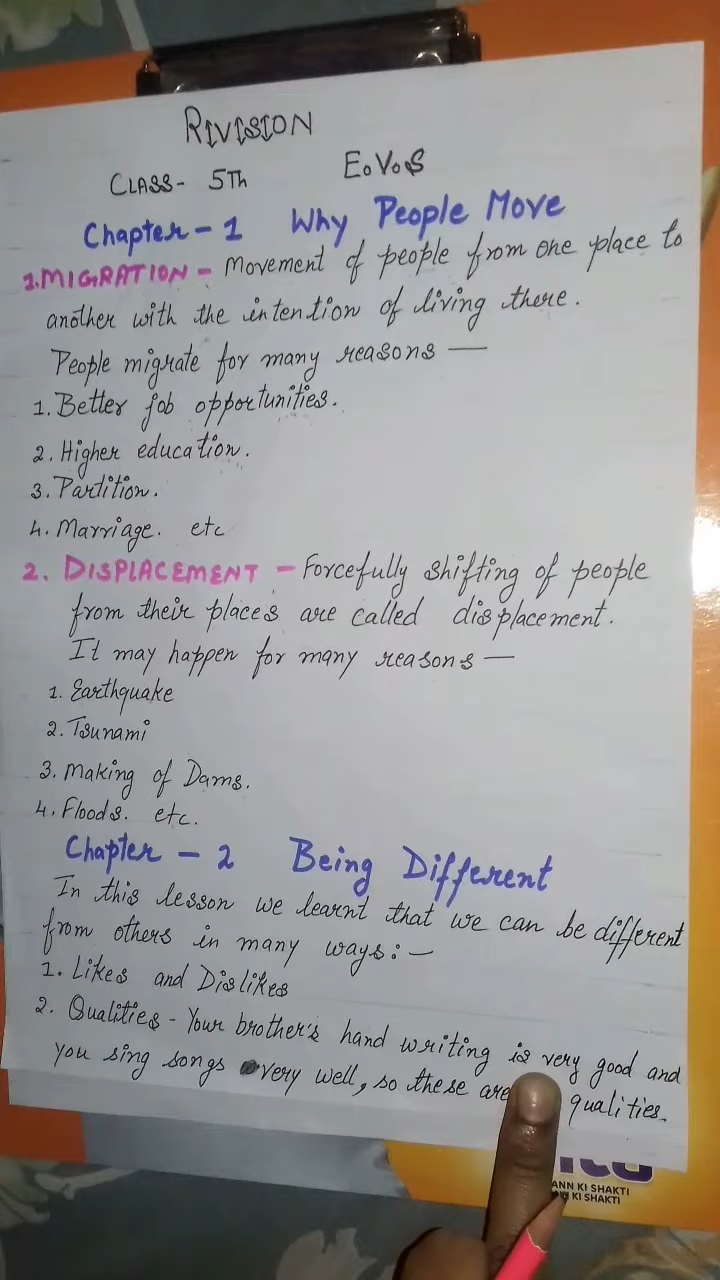 RIVISION
CLASS- 5Th E.V.S
Chapter-1 Why People Move
1.MIGRATION- Movement of people from one place to
another with the intention of living there.
People migrate for many reasons —
1. Better job opportunities.
2. Higher education.
3. Partition.
4. Marriage. etc
2. DISPLACEMENT - Forcefully shifting of people
from their places are called displacement.
It may happen for many reasons —
1. Earthquake
2. Tsunami
3. Making of Dams.
4. Floods. etc.
Chapter - 2 Being Different
In this lesson we learnt that we can be different
from others in many ways:-
1. Likes and Dislikes
2. Qualities - Your brother's hand writing is very good and
you sing songs very well, so these are qualities.
ANN KI SHAKTI
KI SHAKTI